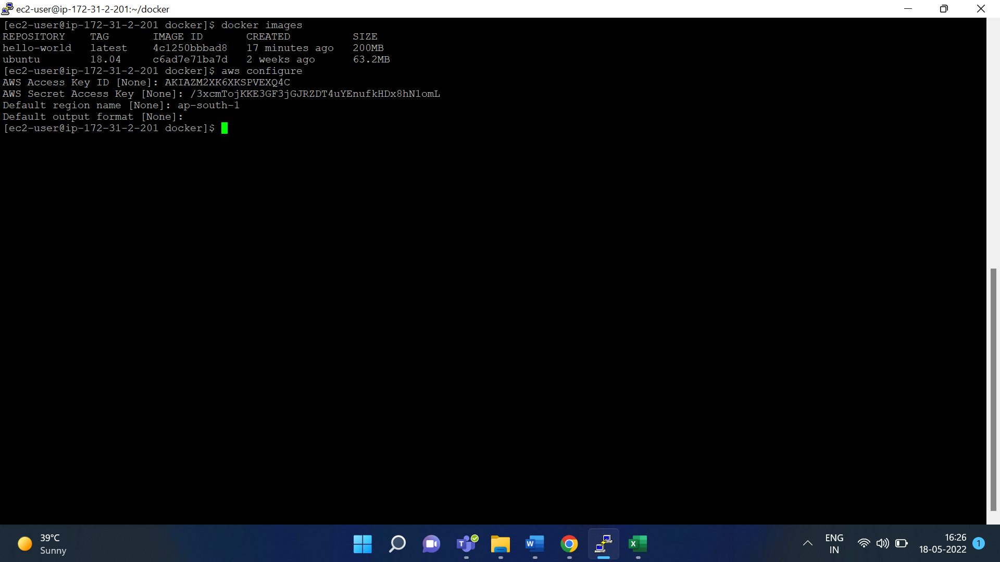 ec2-user@ip-172-31-2-201:~/docker
[ec2-user@ip-172-31-2-201 docker]$ docker images
REPOSITORY TAG IMAGE ID CREATED SIZE
hello-world latest 4c1250bbbad8 17 minutes ago 200MB
ubuntu 18.04 c6ad7e71ba7d 2 weeks ago 63.2MB
[ec2-user@ip-172-31-2-201 docker]$ aws configure
AWS Access Key ID [None]: AKIAZM2XK6XKSPVEXQ4C
AWS Secret Access Key [None]: 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
Default region name [None]: ap-south-1
Default output format [None]:
[ec2-user@ip-172-31-2-201 docker]$
39°C
Sunny
ENG
IN
16:26
18-05-2022
1